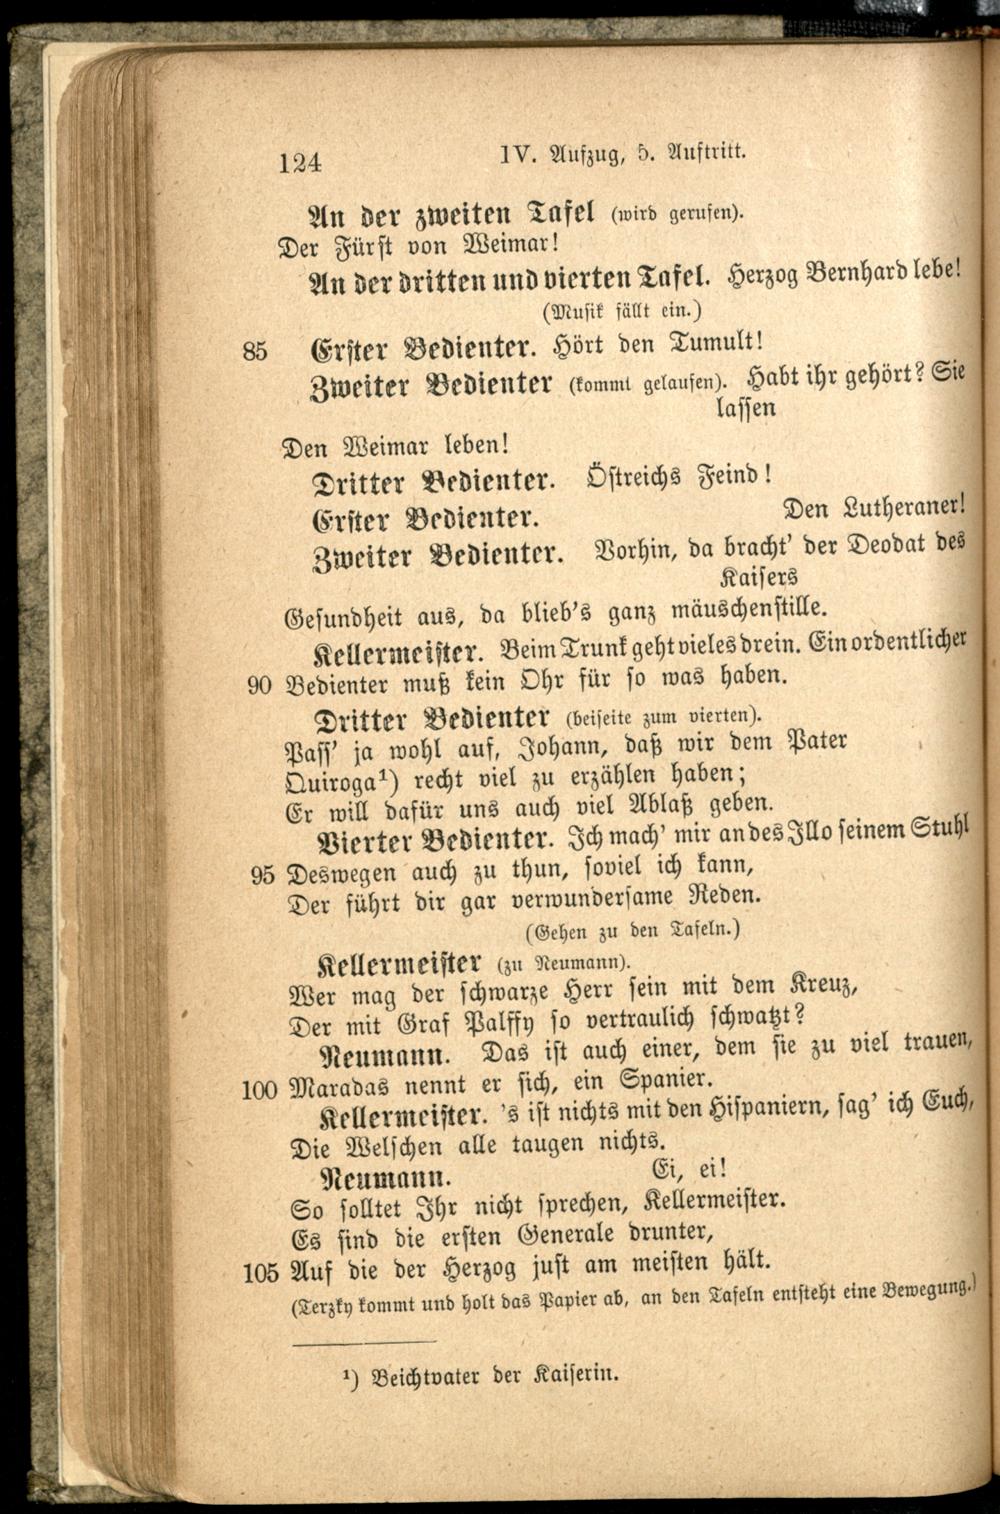 124
IV. Aufzug, 5. Auftritt.
An der zweiten Tafel (wird gerufen).
Der Fürst von Weimar!
An der dritten und vierten Tafel. Herzog Bernhard lebe!
(Musik fällt ein.)
85 Erster Bedienter. Hört den Tumult!
Zweiter Bedienter (kommt gelaufen). Habt ihr gehört? Sie
lassen
Den Weimar leben!
Dritter Bedienter. Östreichs Feind!
Erster Bedienter. Den Lutheraner!
Zweiter Bedienter. Vorhin, da bracht' der Deodat des
Kaisers
Gesundheit aus, da blieb's ganz mäuschenstille.
Kellermeister. Beim Trunk geht vieles drein. Ein ordentlicher
90 Bedienter muß kein Ohr für so was haben.
Dritter Bedienter (beiseite zum vierten).
Pass' ja wohl auf, Johann, daß wir dem Pater
Quiroga¹) recht viel zu erzählen haben;
Er will dafür uns auch viel Ablaß geben.
Vierter Bedienter. Ich mach' mir an des Illo seinem Stuhl
95 Deswegen auch zu thun, soviel ich kann,
Der führt dir gar verwundersame Reden.
(Gehen zu den Tafeln.)
Kellermeister (zu Neumann).
Wer mag der schwarze Herr sein mit dem Kreuz,
Der mit Graf Palffy so vertraulich schwatzt?
Neumann. Das ist auch einer, dem sie zu viel trauen,
100 Maradas nennt er sich, ein Spanier.
Kellermeister. 's ist nichts mit den Hispaniern, sag' ich Euch,
Die Welschen alle taugen nichts.
Neumann. Ei, ei!
So solltet Ihr nicht sprechen, Kellermeister.
Es sind die ersten Generale drunter,
105 Auf die der Herzog just am meisten hält.
(Terzky kommt und holt das Papier ab, an den Tafeln entsteht eine Bewegung.)
¹) Beichtvater der Kaiserin.